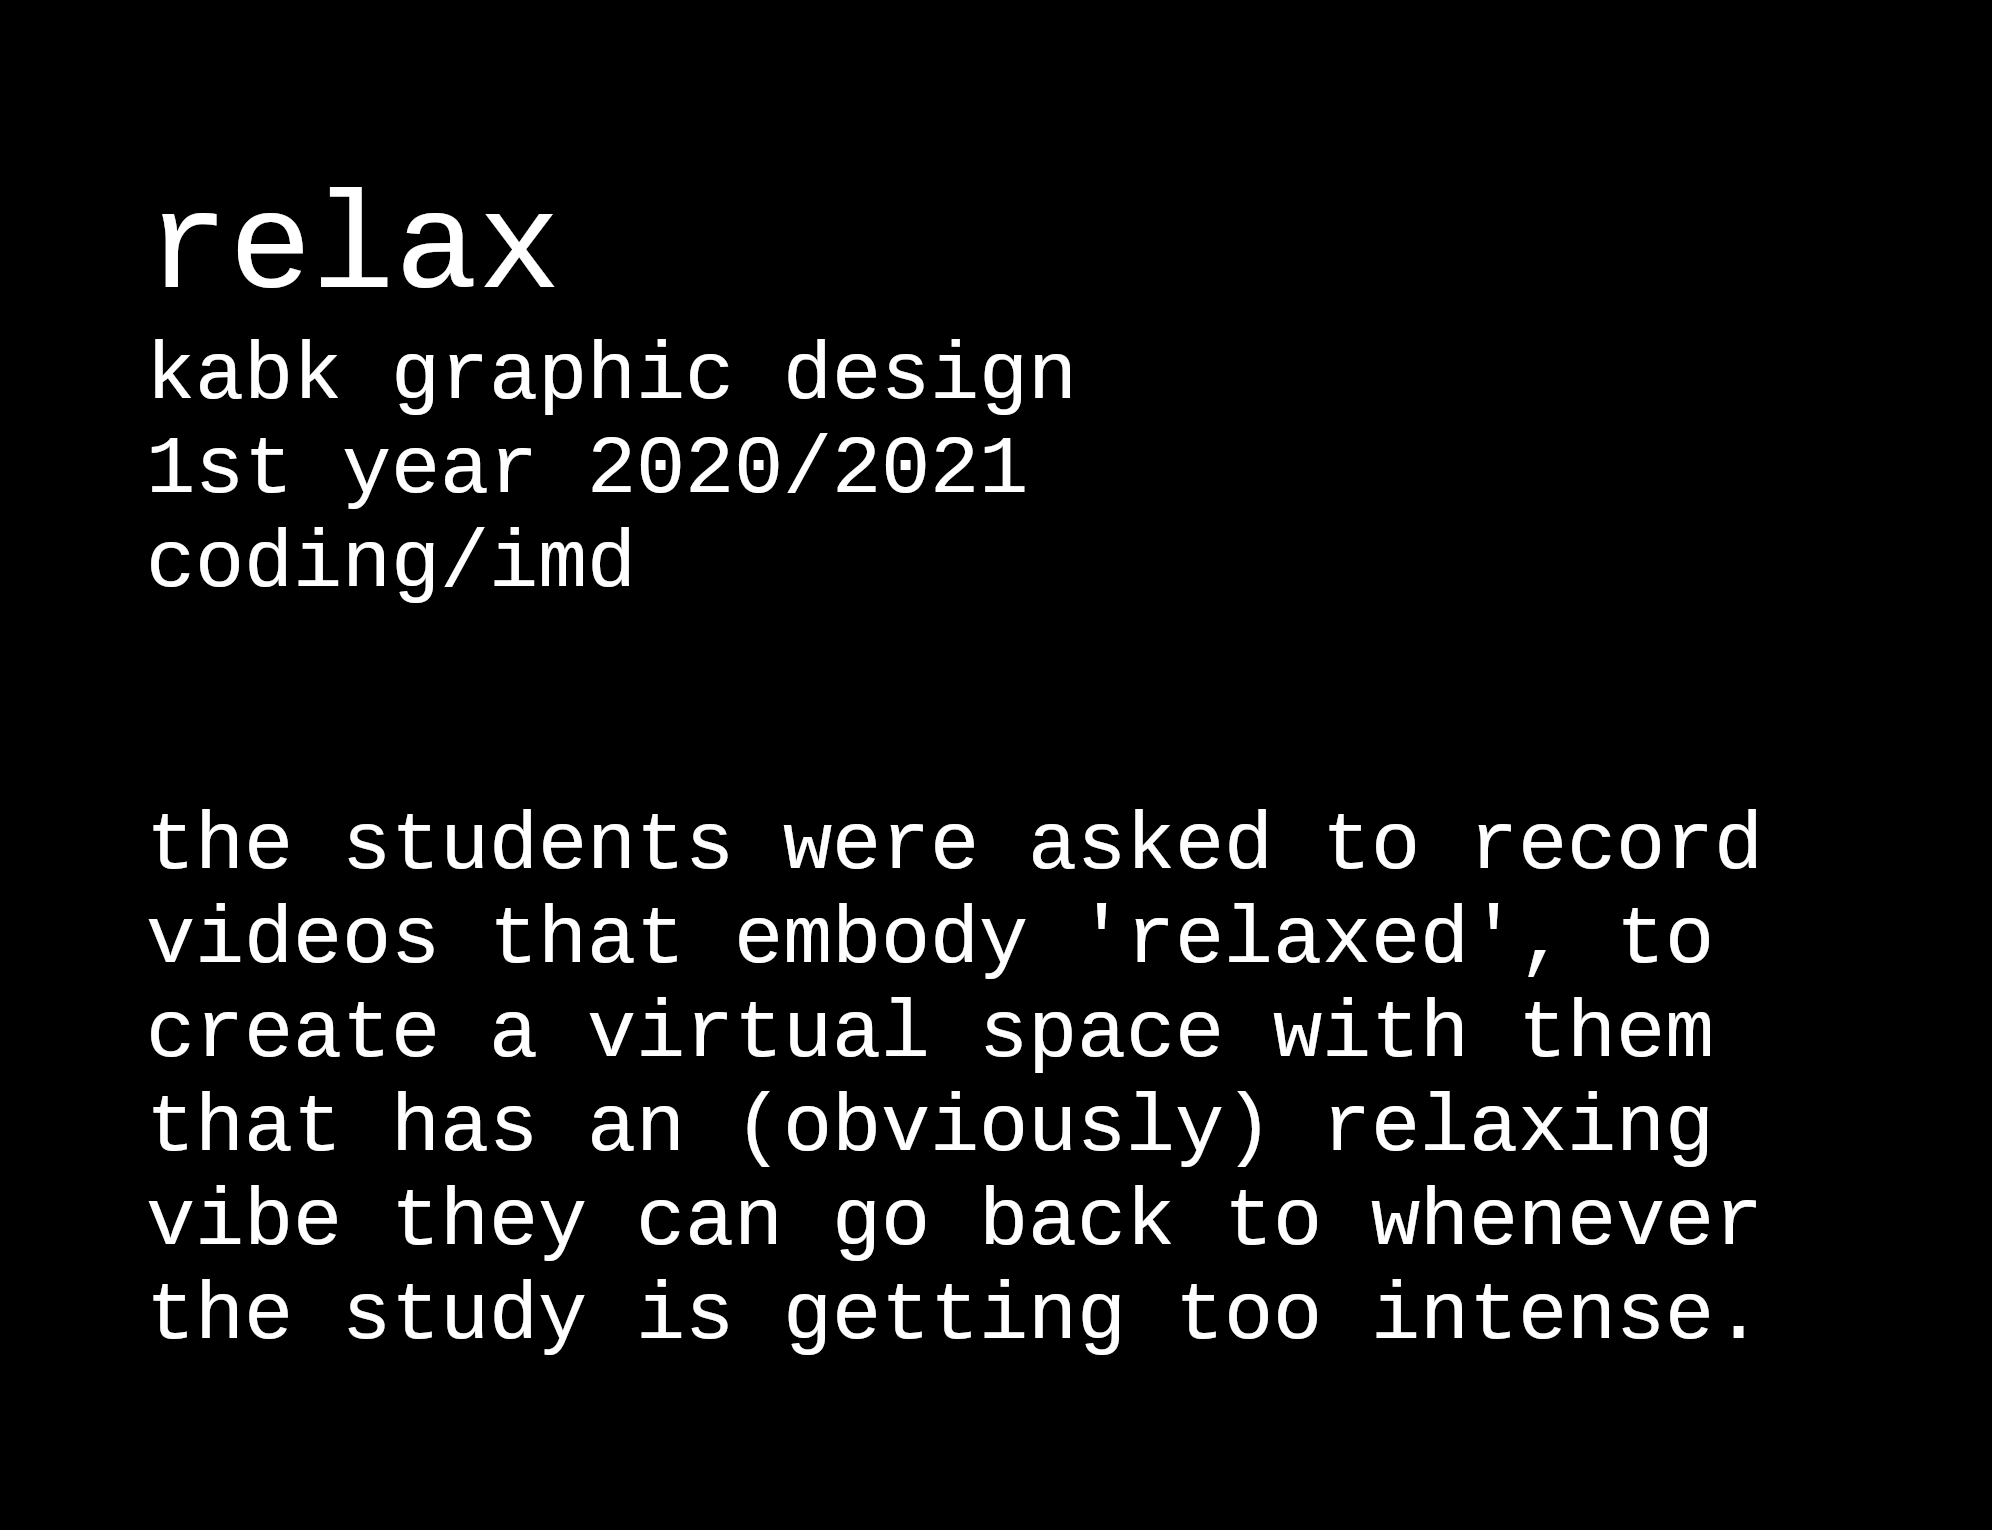 relax
kabk graphic design
1st year 2020/2021
coding/imd
the students were asked to record
videos that embody 'relaxed', to
create a virtual space with them
that has an (obviously) relaxing
vibe they can go back to whenever
the study is getting too intense.